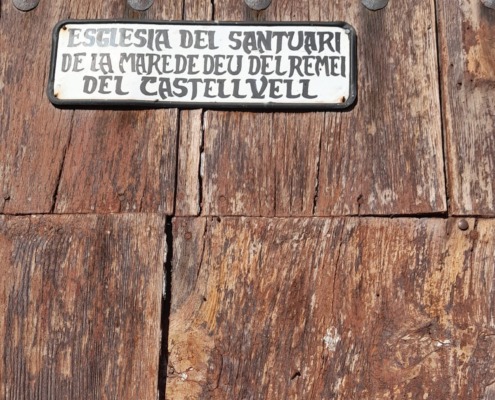 ESGLESIA DEL SANTUARI
DE LA MARE DE DEU DEL REMEI
DEL CASTELLVELL